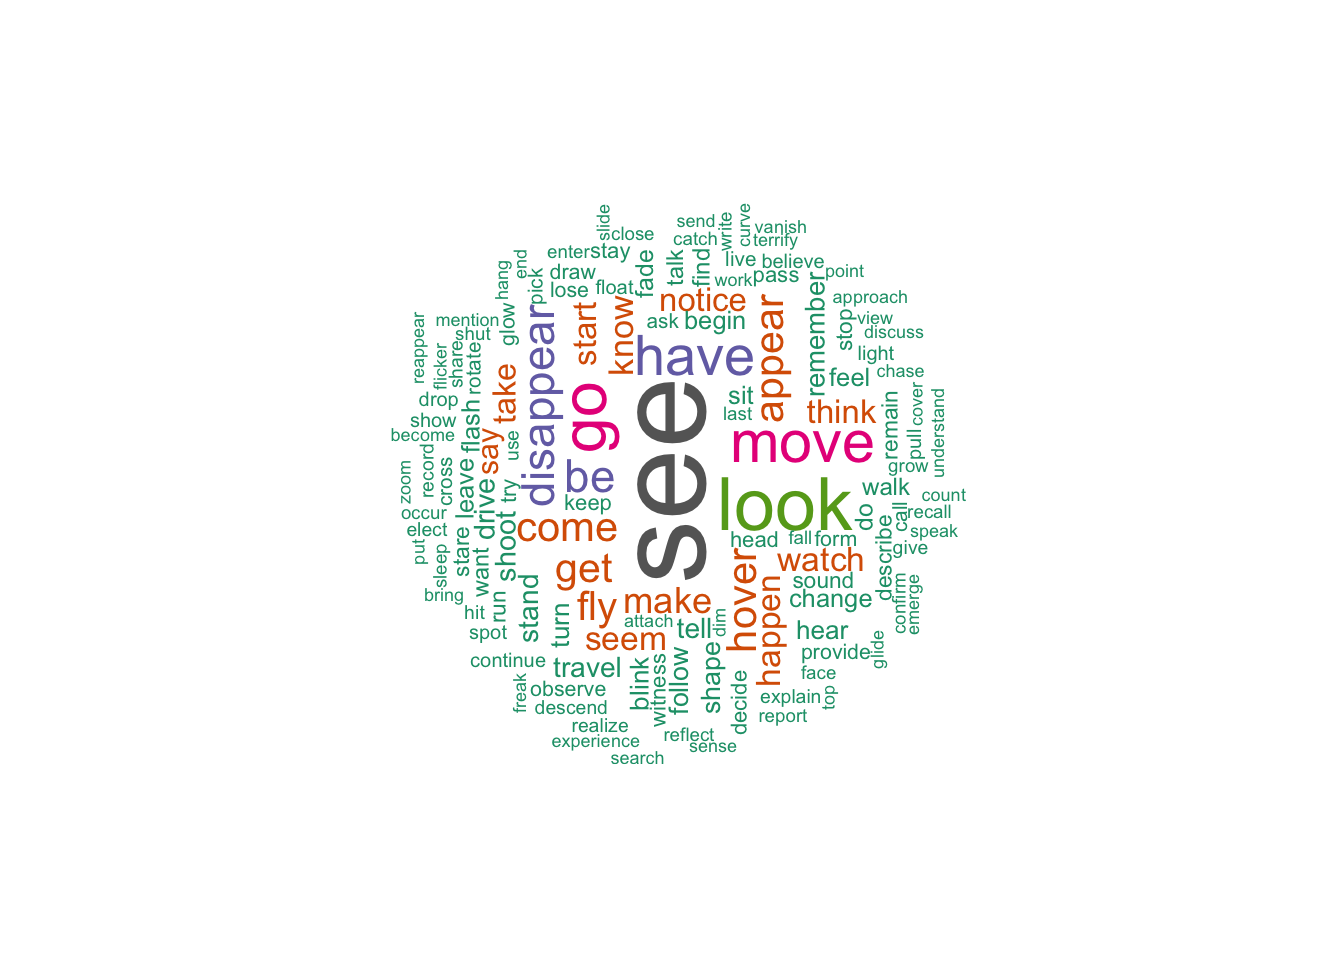 slide
close
send
catch
write
curve
vanish
terrify
enter
stay
talk
find
live
believe
end
hang
pick
draw
lose
float
fade
work
pass
point
notice
remember
approach
reappear
mention
shut
glow
disappear
start
know
ask
begin
appear
stop
view
discuss
flicker
share
rotate
take
have
light
feel
chase
drop
show
become
flash
say
use
go
see
sit
last
think
move
remain
pull
cover
understand
grow
zoom
record
cross
leave
drive
try
be
keep
look
walk
do
call
count
recall
speak
occur
elect
put
sleep
stare
want
shoot
come
head
fall
form
give
describe
watch
bring
hit
run
stand
get
fly
make
hover
happen
sound
change
confirm
emerge
spot
turn
seem
attach
tell
dim
hear
provide
glide
continue
travel
blink
witness
follow
shape
decide
face
explain
top
freak
observe
descend
realize
experience
reflect
sense
report
search